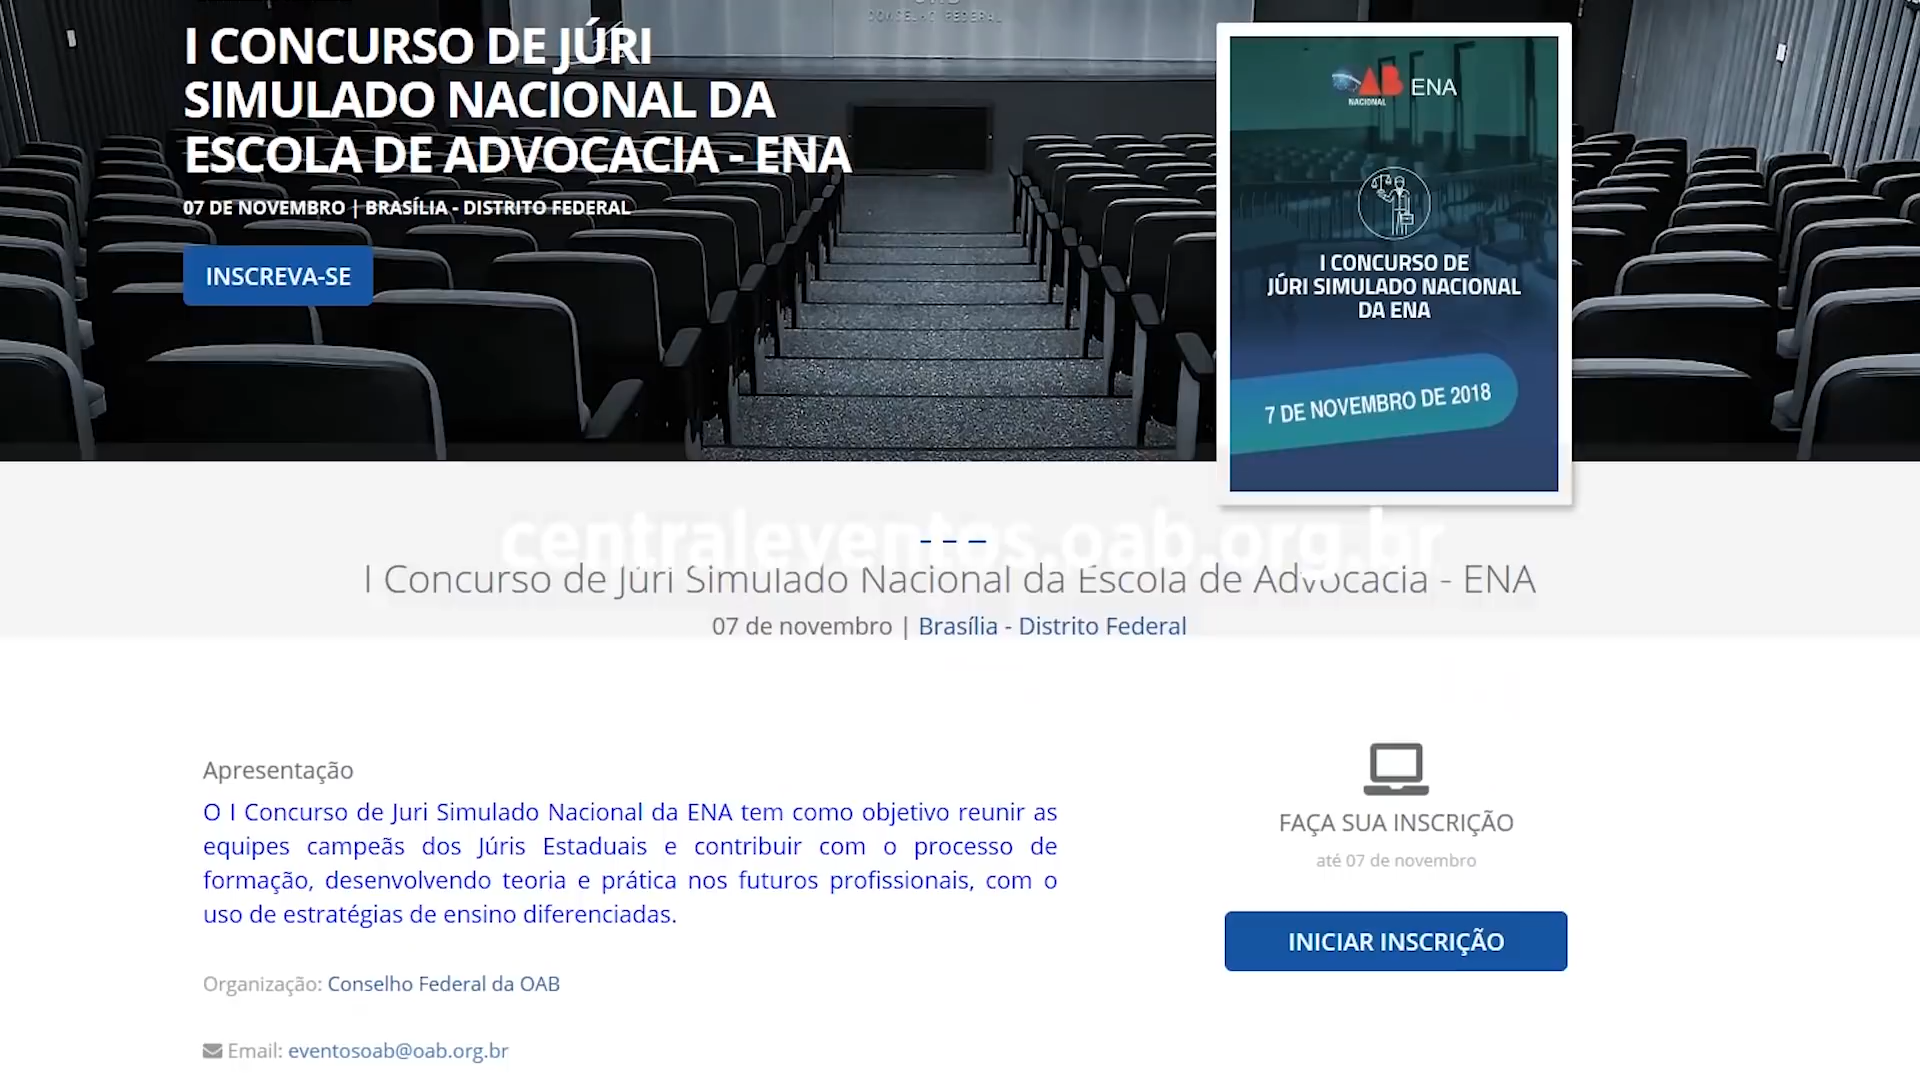 CONSELHO FEDERAL
I CONCURSO DE JÚRI
SIMULADO NACIONAL DA
ESCOLA DE ADVOCACIA - ENA
07 DE NOVEMBRO | BRASÍLIA - DISTRITO FEDERAL
INSCREVA-SE
OAB ENA
NACIONAL
I CONCURSO DE
JÚRI SIMULADO NACIONAL
DA ENA
7 DE NOVEMBRO DE 2018
centraleventos.oab.org.br
I Concurso de Júri Simulado Nacional da Escola de Advocacia - ENA
07 de novembro | Brasília - Distrito Federal
Apresentação
O I Concurso de Juri Simulado Nacional da ENA tem como objetivo reunir as
equipes campeãs dos Júris Estaduais e contribuir com o processo de
formação, desenvolvendo teoria e prática nos futuros profissionais, com o
uso de estratégias de ensino diferenciadas.
Organização: Conselho Federal da OAB
Email: eventosoab@oab.org.br
FAÇA SUA INSCRIÇÃO
até 07 de novembro
INICIAR INSCRIÇÃO